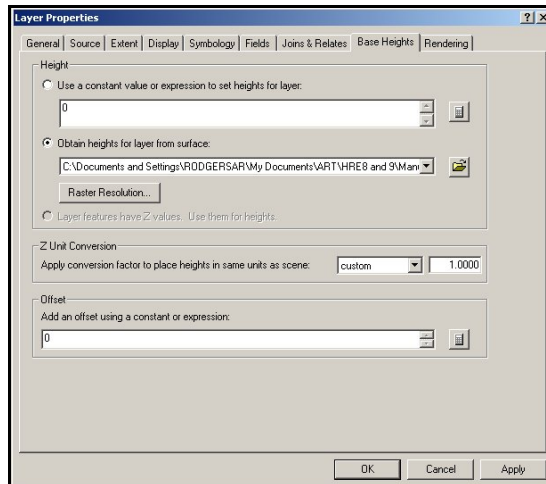 Layer Properties
General Source Extent Display Symbology Fields Joins & Relates Base Heights Rendering
Height
Use a constant value or expression to set heights for layer:
0
Obtain heights for layer from surface:
C:\Documents and Settings\RODGERSAR\My Documents\ART\HRE8 and 9\Man
Raster Resolution...
Layer features have Z values. Use them for heights.
Z Unit Conversion
Apply conversion factor to place heights in same units as scene: custom 1.0000
Offset
Add an offset using a constant or expression:
0
OK Cancel Apply